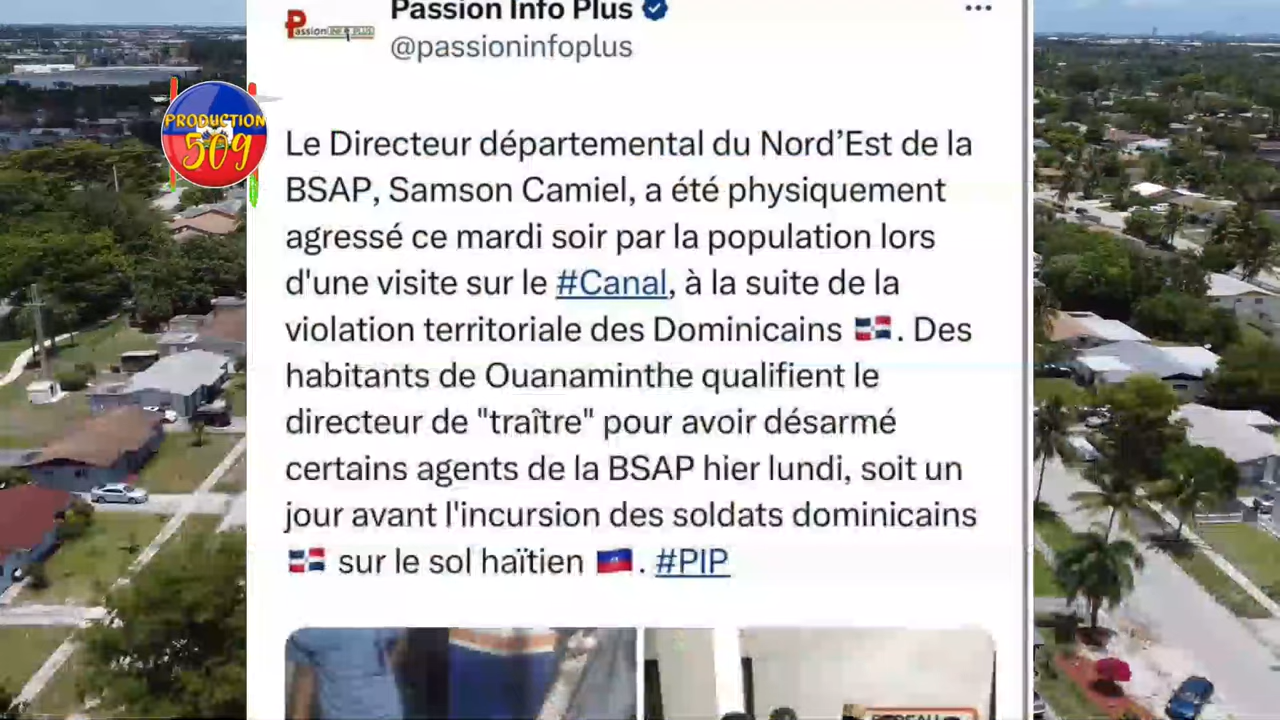 Passion Info Plus
@passioninfoplus
PRODUCTION
509
Le Directeur départemental du Nord’Est de la
BSAP, Samson Camiel, a été physiquement
agressé ce mardi soir par la population lors
d'une visite sur le #Canal, à la suite de la
violation territoriale des Dominicains 🇩🇴. Des
habitants de Ouanaminthe qualifient le
directeur de "traître" pour avoir désarmé
certains agents de la BSAP hier lundi, soit un
jour avant l'incursion des soldats dominicains
🇩🇴 sur le sol haïtien 🇭🇹. #PIP